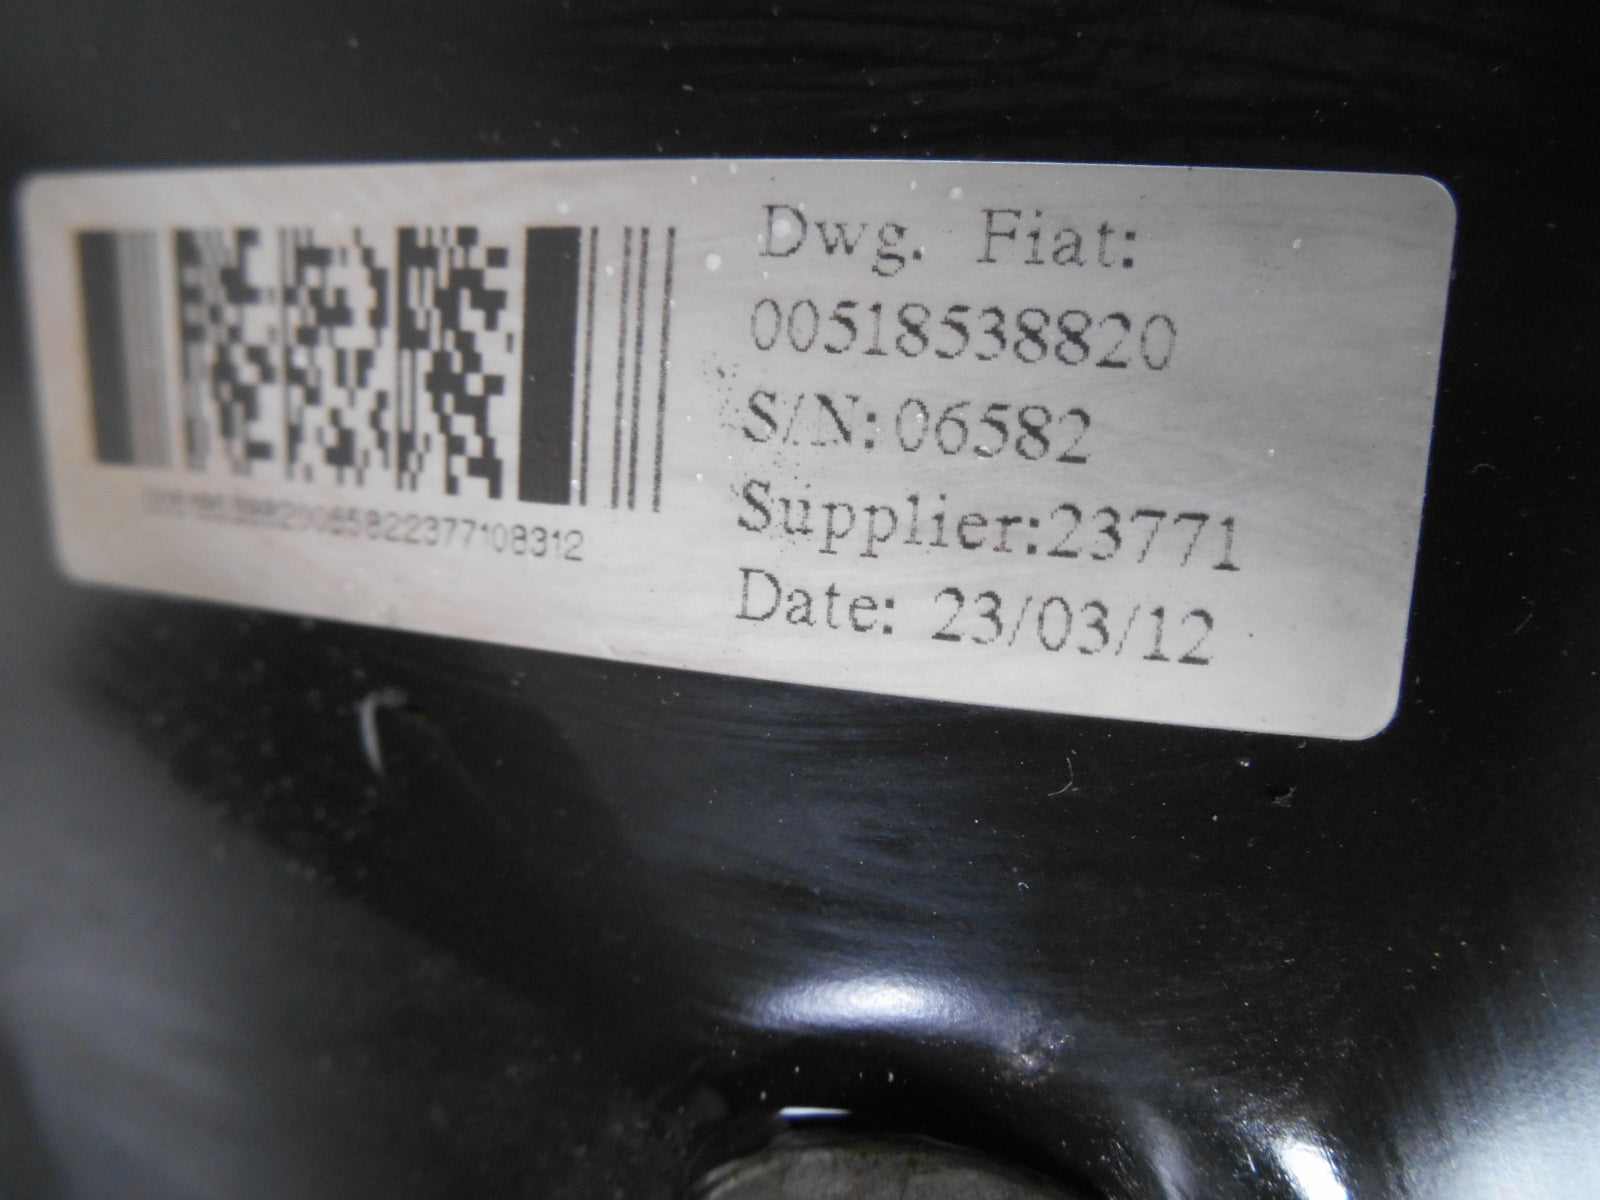 Dwg. Fiat:
00518538820
S/N: 06582
Supplier:23771
Date: 23/03/12